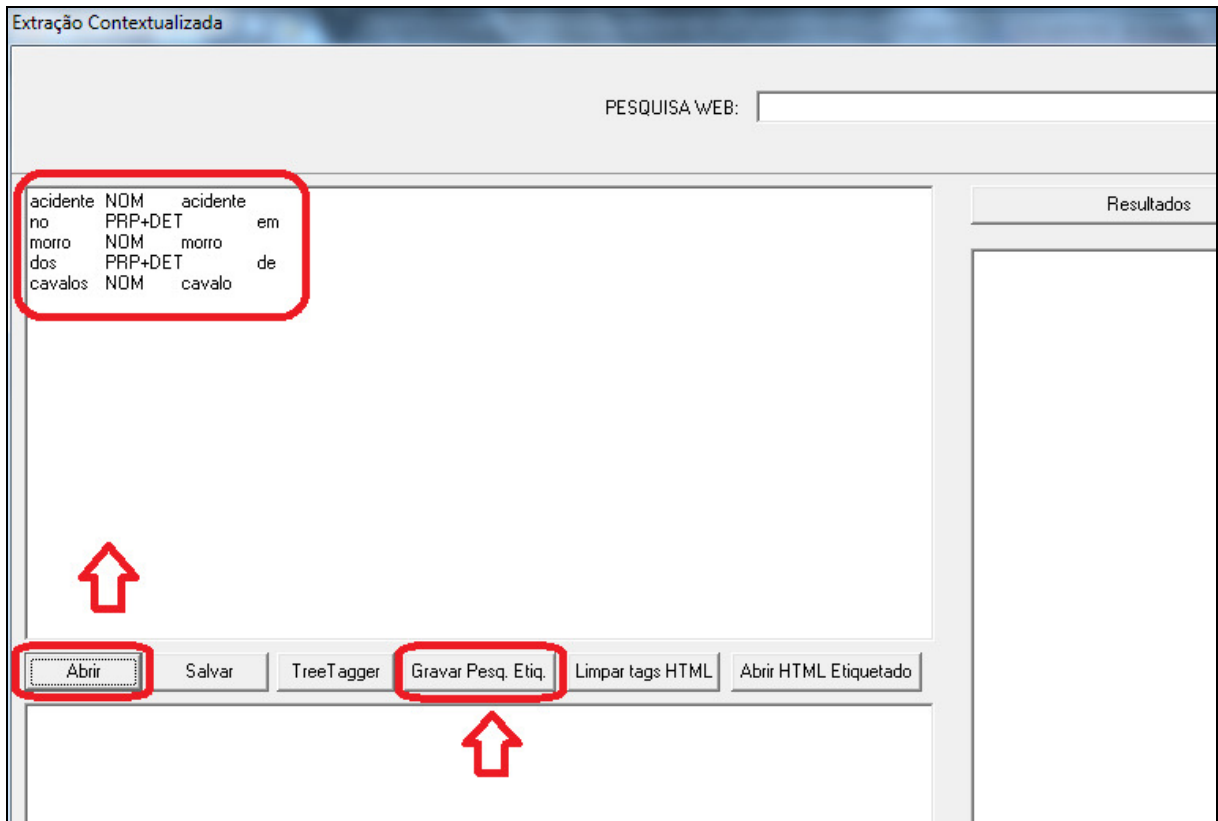 Extração Contextualizada
PESQUISA WEB:
acidente NOM acidente
no PRP+DET em
morro NOM morro
dos PRP+DET de
cavalos NOM cavalo
Resultados
Abrir Salvar TreeTagger Gravar Pesq. Etiq. Limpar tags HTML Abrir HTML Etiquetado